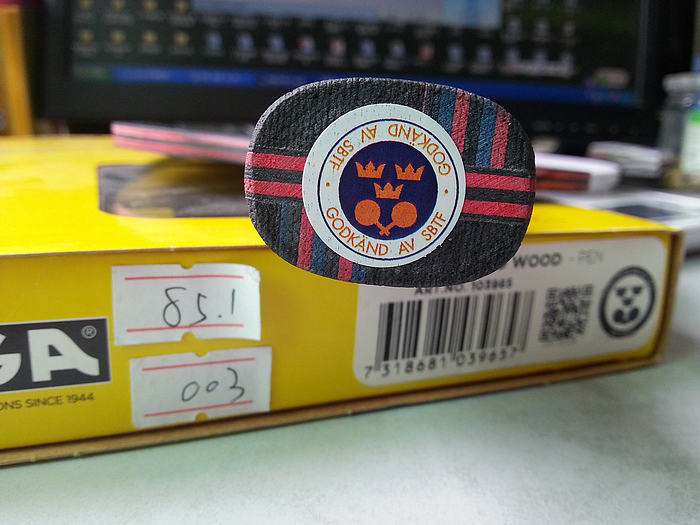 GODKÄND AV SBTF
GODKÄND AV SBTF
WOOD - PEN
ART.NO. 103965
7 318681 039657
85.1
003
GA®
ONS SINCE 1944